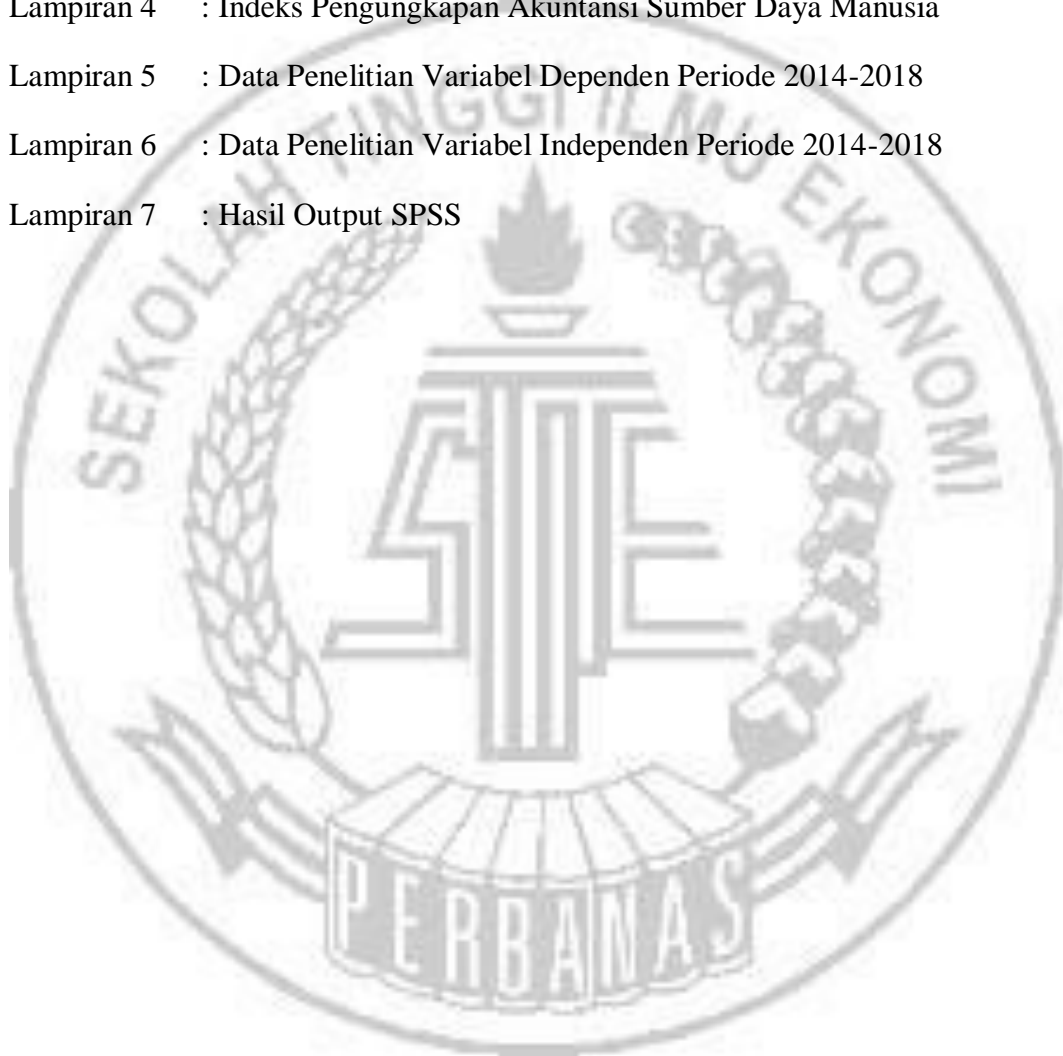 Lampiran 4 : Indeks Pengungkapan Akuntansi Sumber Daya Manusia
Lampiran 5 : Data Penelitian Variabel Dependen Periode 2014-2018
Lampiran 6 : Data Penelitian Variabel Independen Periode 2014-2018
Lampiran 7 : Hasil Output SPSS
SEKOLAH TINGGI ILMU EKONOMI
STIE
PERBANAS